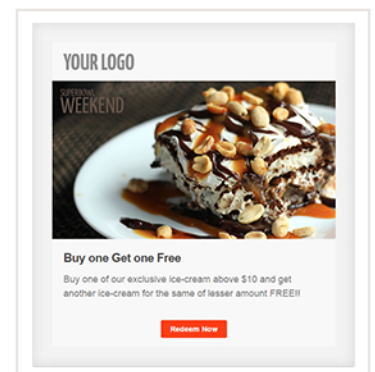 YOUR LOGO
SUPERBOWL
WEEKEND
Buy one Get one Free
Buy one of our exclusive ice-cream above $10 and get
another ice-cream for the same of lesser amount FREE!!
Redeem Now